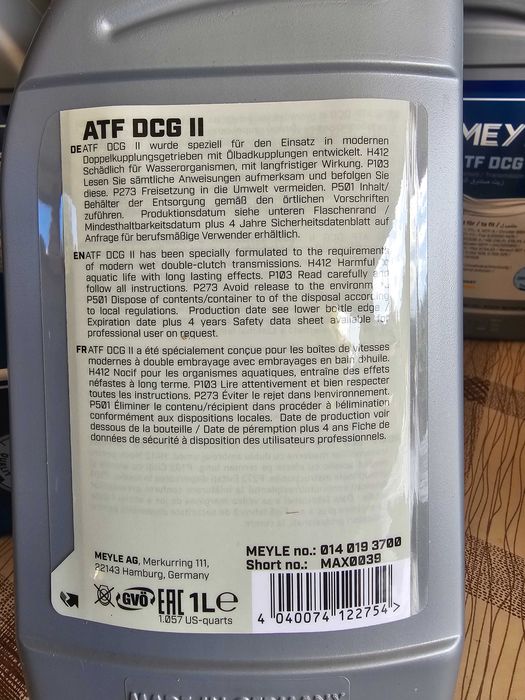 ATF DCG II
DE ATF DCG II wurde speziell für den Einsatz in modernen
Doppelkupplungsgetrieben mit Ölbadkupplungen entwickelt. H412
Schädlich für Wasserorganismen, mit langfristiger Wirkung. P103
Lesen Sie sämtliche Anweisungen aufmerksam und befolgen Sie
diese. P273 Freisetzung in die Umwelt vermeiden. P501 Inhalt/
Behälter der Entsorgung gemäß den örtlichen Vorschriften
zuführen. Produktionsdatum siehe unteren Flaschenrand /
Mindesthaltbarkeitsdatum plus 4 Jahre Sicherheitsdatenblatt auf
Anfrage für berufsmäßige Verwender erhältlich.
EN ATF DCG II has been specially formulated to the requirements
of modern wet double-clutch transmissions. H412 Harmful
aquatic life with long lasting effects. P103 Read carefully
follow all instructions. P273 Avoid release to the
P501 Dispose of contents/container to of the disposal
to local regulations. Production date see lower bottle edge /
Expiration date plus 4 years Safety data sheet available for
professional user on request.
FR ATF DCG II a été spécialement conçue pour les boîtes de vitesses
modernes à double embrayage avec embrayages en bain d'huile.
H412 Nocif pour les organismes aquatiques, entraîne des effets
néfastes à long terme. P103 Lire attentivement et bien respecter
toutes les instructions. P273 Éviter le rejet dans l'environnement.
P501 Éliminer le contenu/récipient dans procéder à l'élimination
conformément aux dispositions locales. Date de production voir
dessous de la bouteille / Date de péremption plus 4 ans Fiche de
données de sécurité à disposition des utilisateurs professionnels.
MEYLE no.: 014 019 3700
Short no.: MAX0039
MEYLE AG, Merkurring 111,
22143 Hamburg, Germany
GVÖ EAC 1L℮
1.057 US-quarts
4 040074 122754 >
MEY
ATF DC